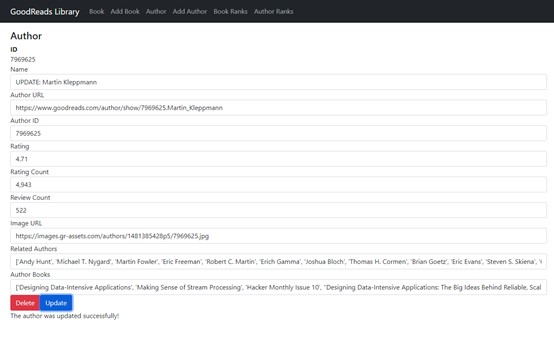 GoodReads Library Book Add Book Author Add Author Book Ranks Author Ranks
Author
ID
7969625
Name
UPDATE: Martin Kleppmann
Author URL
https://www.goodreads.com/author/show/7969625.Martin_Kleppmann
Author ID
7969625
Rating
4.71
Rating Count
4,943
Review Count
522
Image URL
https://images.gr-assets.com/authors/1481385428p5/7969625.jpg
Related Authors
['Andy Hunt', 'Michael T. Nygard', 'Martin Fowler', 'Eric Freeman', 'Robert C. Martin', 'Erich Gamma', 'Joshua Bloch', 'Thomas H. Cormen', 'Brian Goetz', 'Eric Evans', 'Steven S. Skiena',
Author Books
['Designing Data-Intensive Applications', 'Making Sense of Stream Processing', 'Hacker Monthly Issue 10', "Designing Data-Intensive Applications: The Big Ideas Behind Reliable, Scal
Delete Update
The author was updated successfully!